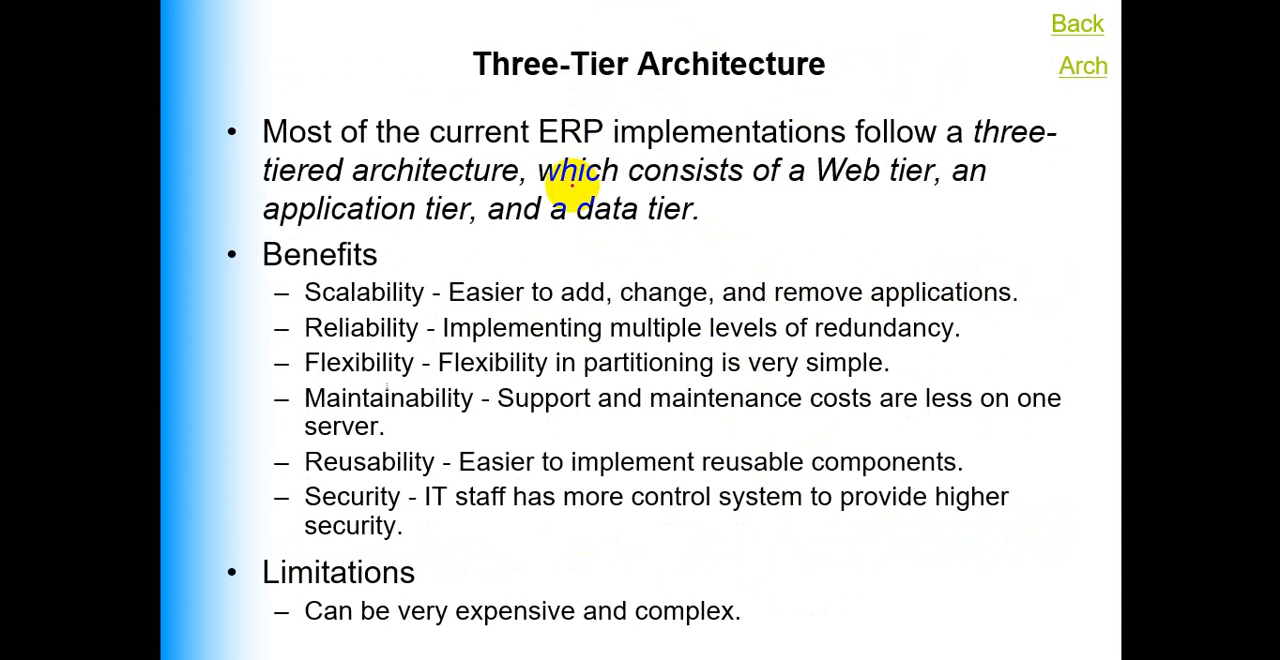 Back
Three-Tier Architecture
Arch
• Most of the current ERP implementations follow a three-
tiered architecture, which consists of a Web tier, an
application tier, and a data tier.
• Benefits
– Scalability - Easier to add, change, and remove applications.
– Reliability - Implementing multiple levels of redundancy.
– Flexibility - Flexibility in partitioning is very simple.
– Maintainability - Support and maintenance costs are less on one
server.
– Reusability - Easier to implement reusable components.
– Security - IT staff has more control system to provide higher
security.
• Limitations
– Can be very expensive and complex.